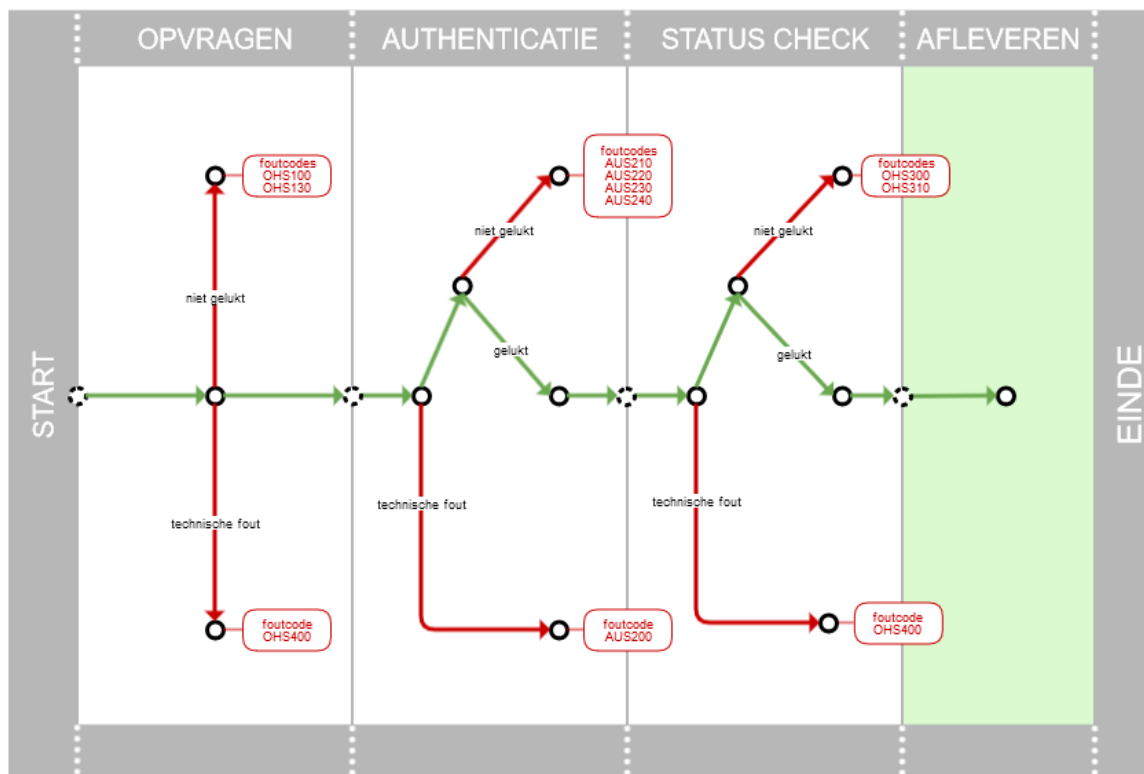 OPVRAGEN
AUTHENTICATIE
STATUS CHECK
AFLEVEREN
foutcodes
OHS100
OHS130
foutcodes
AUS210
AUS220
AUS230
AUS240
foutcodes
OHS300
OHS310
niet gelukt
niet gelukt
niet gelukt
gelukt
gelukt
START
EINDE
technische fout
technische fout
technische fout
foutcode
OHS400
foutcode
AUS200
foutcode
OHS400